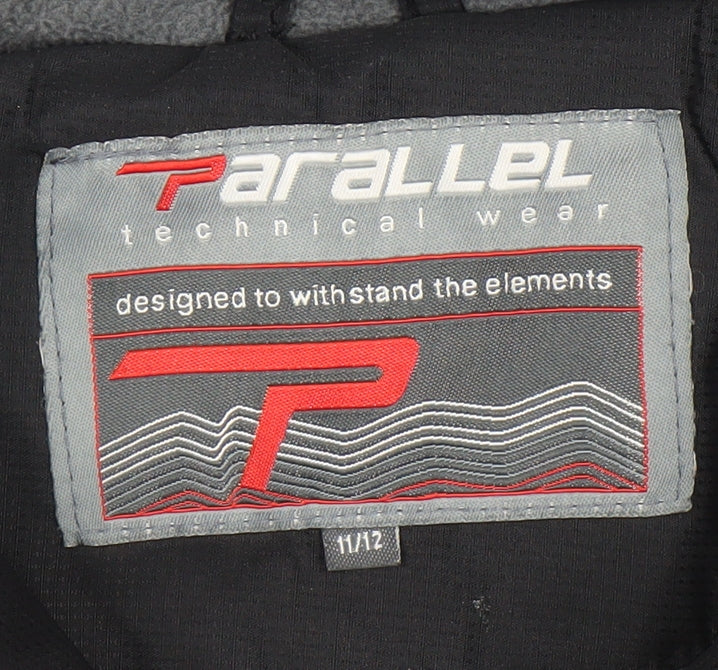 ParaLLEL
technical wear
designed to withstand the elements
P
11/12